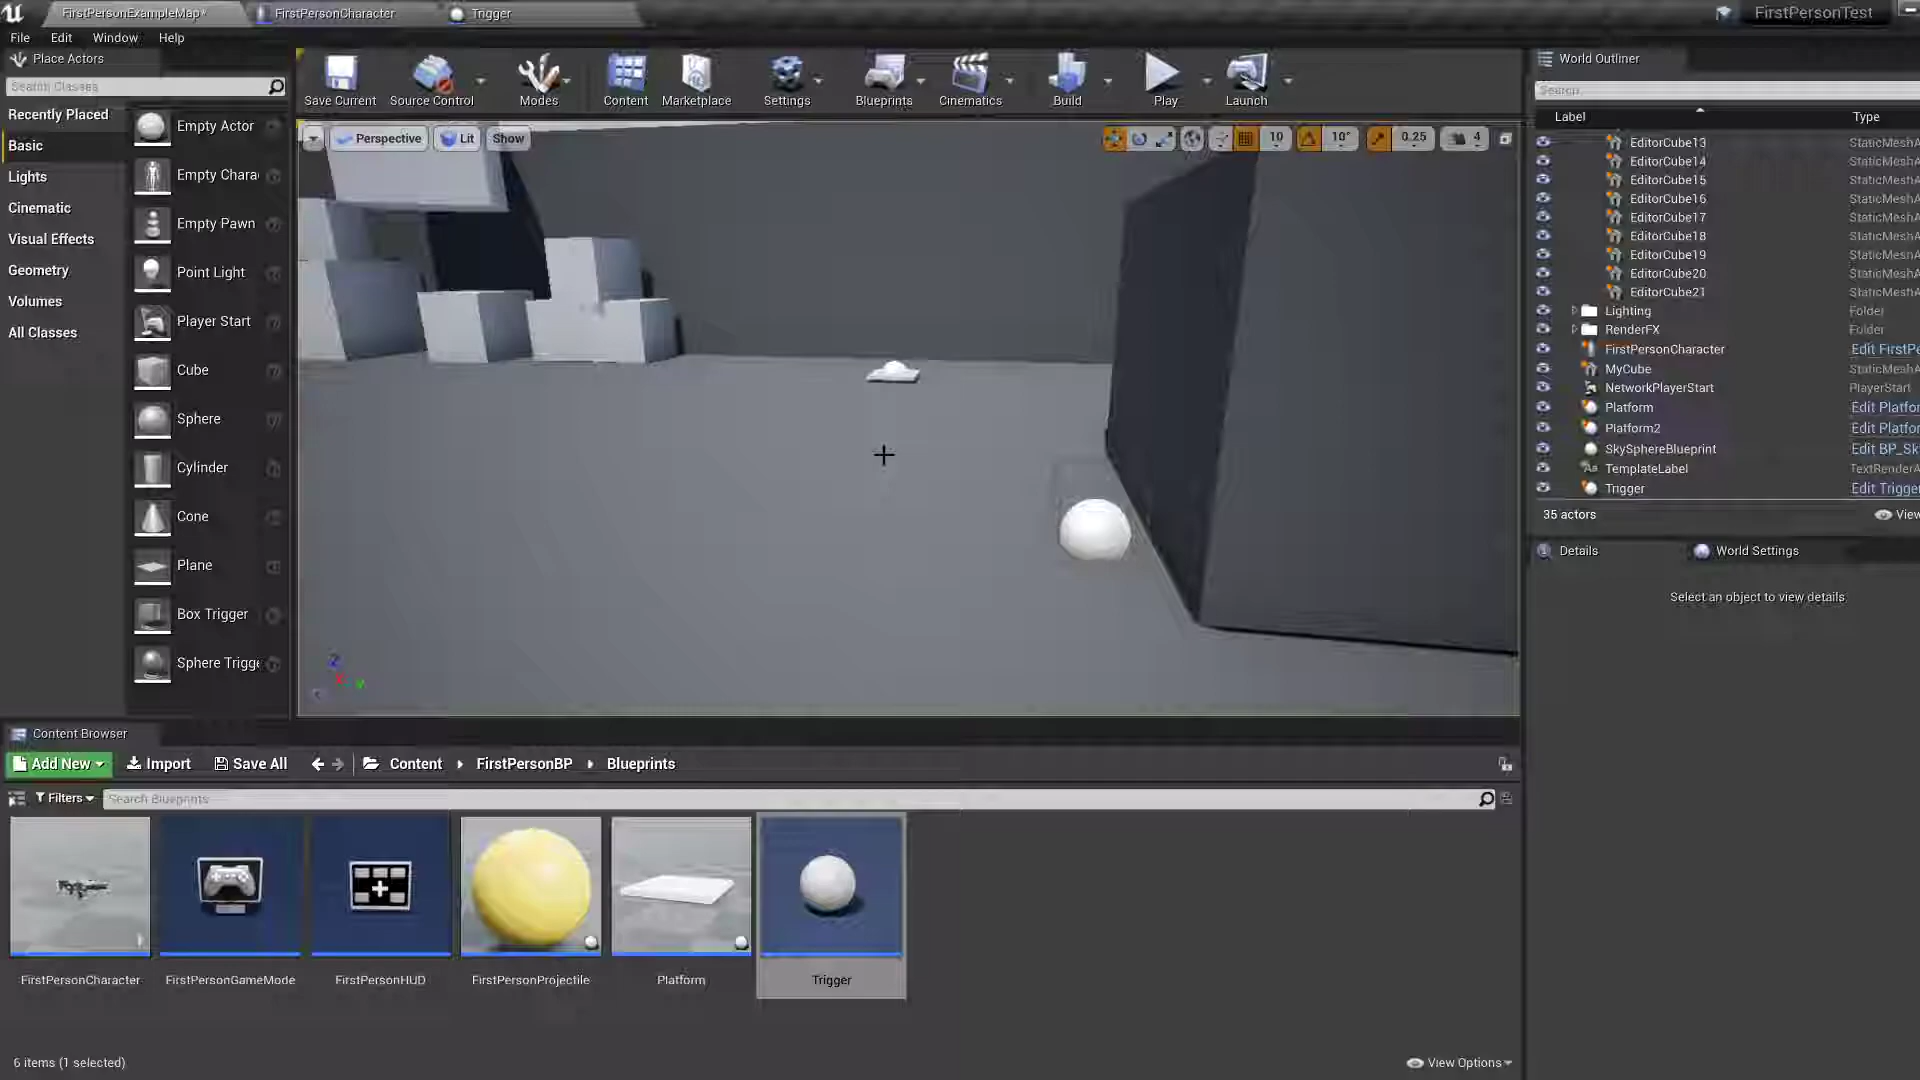 FirstPersonExampleMap*
FirstPersonCharacter
Trigger
FirstPersonTest
File Edit Window Help
Place Actors
Search Classes
Recently Placed
Basic
Lights
Cinematic
Visual Effects
Geometry
Volumes
All Classes
Empty Actor
Empty Chara
Empty Pawn
Point Light
Player Start
Cube
Sphere
Cylinder
Cone
Plane
Box Trigger
Sphere Trigge
Save Current
Source Control
Modes
Content
Marketplace
Settings
Blueprints
Cinematics
Build
Play
Launch
Perspective
Lit
Show
10
10°
0.25
4
World Outliner
Search
Label Type
EditorCube13 StaticMeshA
EditorCube14 StaticMeshA
EditorCube15 StaticMeshA
EditorCube16 StaticMeshA
EditorCube17 StaticMeshA
EditorCube18 StaticMeshA
EditorCube19 StaticMeshA
EditorCube20 StaticMeshA
EditorCube21 StaticMeshA
Lighting Folder
RenderFX Folder
FirstPersonCharacter Edit FirstPe
MyCube StaticMeshA
NetworkPlayerStart PlayerStart
Platform Edit Platfor
Platform2 Edit Platfor
SkySphereBlueprint Edit BP_Sk
TemplateLabel TextRenderA
Trigger Edit Trigger
35 actors
View
Details
World Settings
Select an object to view details
Content Browser
Add New
Import
Save All
Content
FirstPersonBP
Blueprints
Filters
Search Blueprints
FirstPersonCharacter
FirstPersonGameMode
FirstPersonHUD
FirstPersonProjectile
Platform
Trigger
6 items (1 selected)
View Options